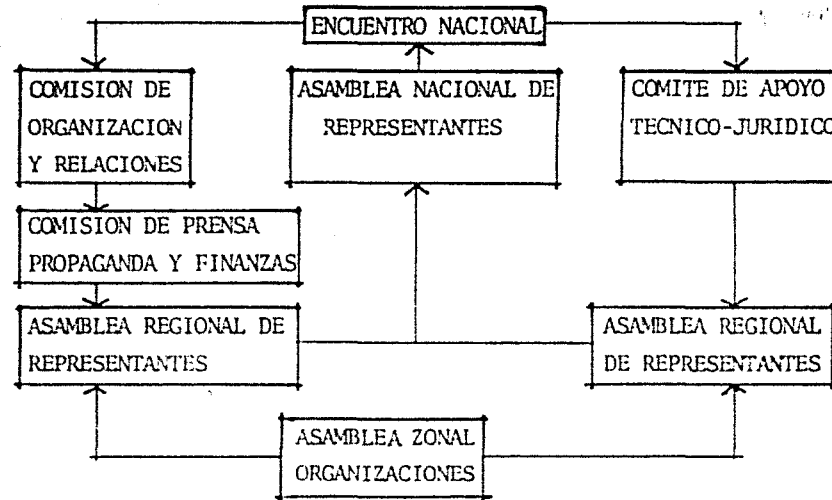 ENCUENTRO NACIONAL
COMISION DE
ORGANIZACION
Y RELACIONES
ASAMBLEA NACIONAL DE
REPRESENTANTES
COMITE DE APOYO
TECNICO-JURIDICO
COMISION DE PRENSA
PROPAGANDA Y FINANZAS
ASAMBLEA REGIONAL DE
REPRESENTANTES
ASAMBLEA REGIONAL
DE REPRESENTANTES
ASAMBLEA ZONAL
ORGANIZACIONES